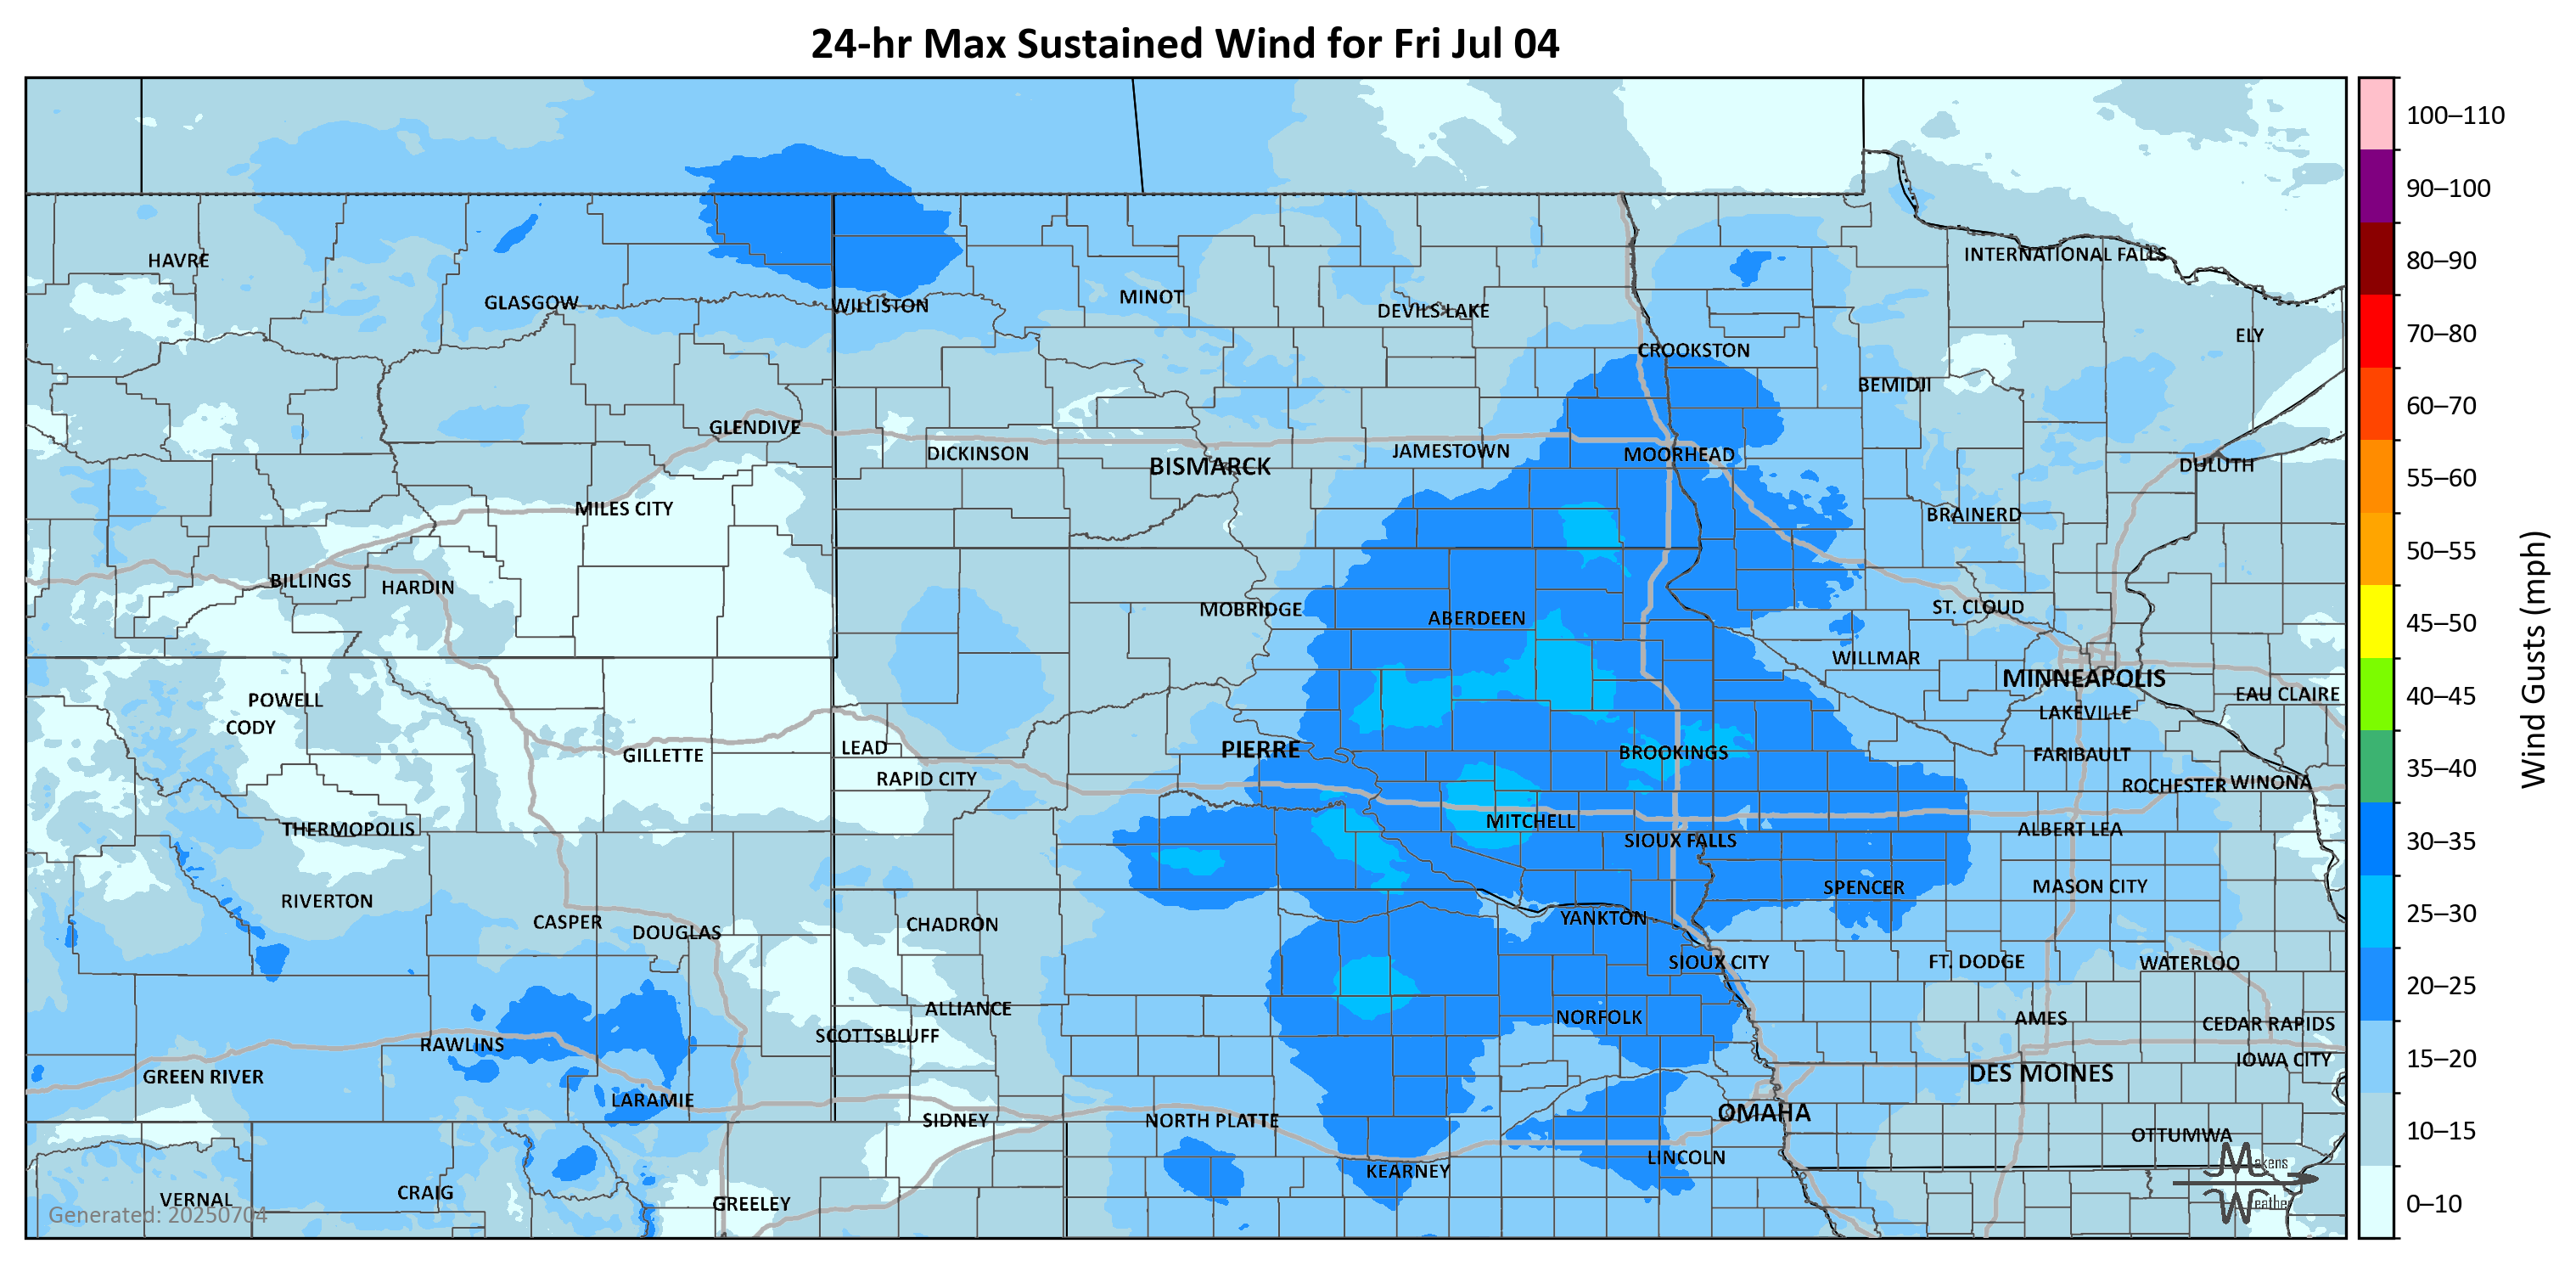 24-hr Max Sustained Wind for Fri Jul 04
HAVRE
INTERNATIONAL FALLS
GLASGOW
WILLISTON
MINOT
DEVILS LAKE
ELY
CROOKSTON
BEMIDJI
GLENDIVE
DICKINSON
BISMARCK
JAMESTOWN
MOORHEAD
DULUTH
MILES CITY
BRAINERD
BILLINGS
HARDIN
MOBRIDGE
ABERDEEN
ST. CLOUD
WILLMAR
MINNEAPOLIS
EAU CLAIRE
POWELL
CODY
LAKEVILLE
GILLETTE
LEAD
PIERRE
BROOKINGS
FARIBAULT
RAPID CITY
ROCHESTER
WINONA
THERMOPOLIS
MITCHELL
SIOUX FALLS
ALBERT LEA
RIVERTON
SPENCER
MASON CITY
CASPER
DOUGLAS
CHADRON
YANKTON
SIOUX CITY
FT. DODGE
WATERLOO
ALLIANCE
SCOTTSBLUFF
NORFOLK
AMES
CEDAR RAPIDS
RAWLINS
IOWA CITY
GREEN RIVER
DES MOINES
LARAMIE
SIDNEY
NORTH PLATTE
OMAHA
OTTUMWA
LINCOLN
KEARNEY
VERNAL
CRAIG
GREELEY
Generated: 20250704
Makens
Weather
100–110
90–100
80–90
70–80
60–70
55–60
50–55
45–50
40–45
35–40
30–35
25–30
20–25
15–20
10–15
0–10
Wind Gusts (mph)